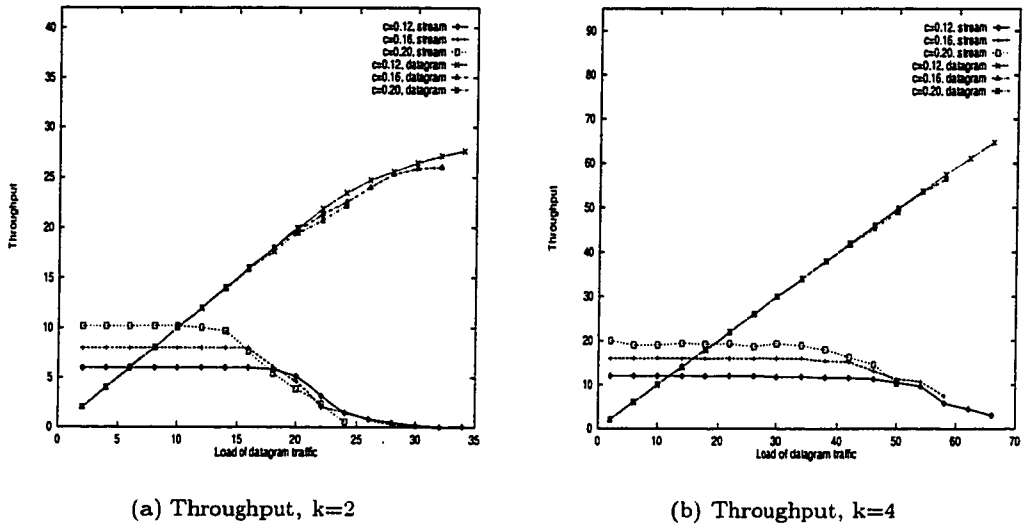 40
35
30
25
20
15
10
5
0
Throughput
0 5 10 15 20 25 30 35
Load of datagram traffic
c=0.12, stream
c=0.16, stream
c=0.20, stream
c=0.12, datagram
c=0.16, datagram
c=0.20, datagram
(a) Throughput, k=2
90
80
70
60
50
40
30
20
10
0
Throughput
0 10 20 30 40 50 60 70
Load of datagram traffic
c=0.12, stream
c=0.16, stream
c=0.20, stream
c=0.12, datagram
c=0.16, datagram
c=0.20, datagram
(b) Throughput, k=4